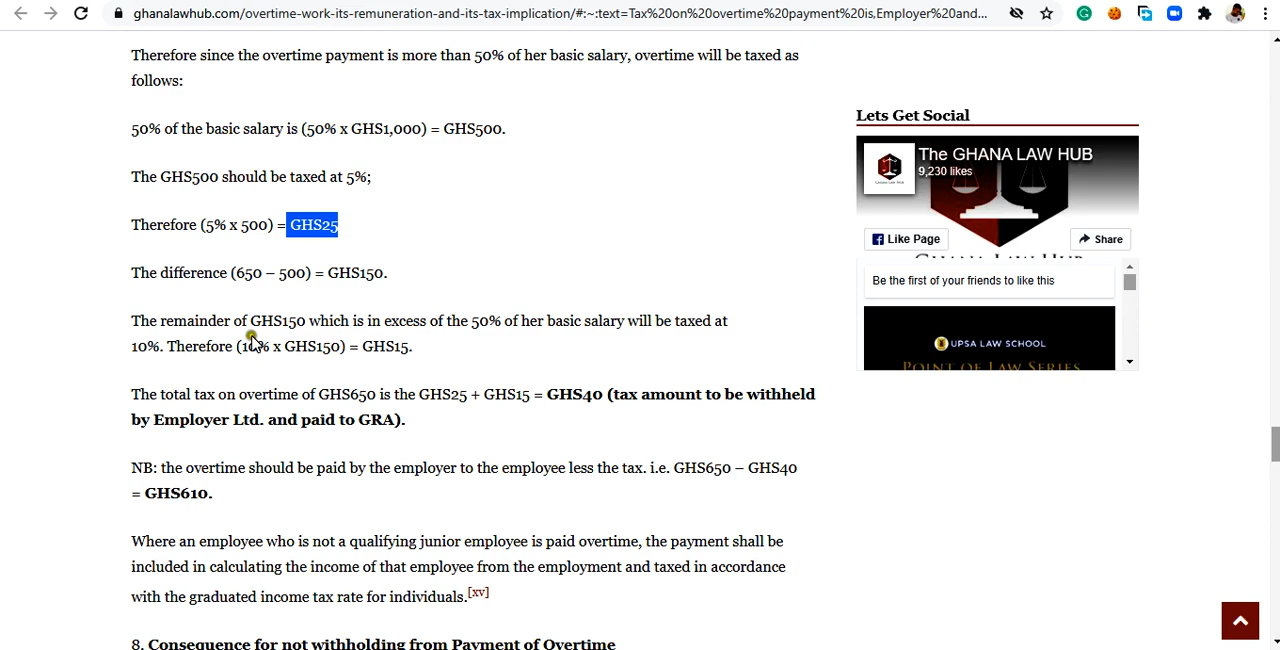 ghanalawhub.com/overtime-work-its-remuneration-and-its-tax-implication/#:~:text=Tax%20on%20overtime%20payment%20is,Employer%20and...
Therefore since the overtime payment is more than 50% of her basic salary, overtime will be taxed as
follows:
50% of the basic salary is (50% x GHS1,000) = GHS500.
The GHS500 should be taxed at 5%;
Therefore (5% x 500) = GHS25
The difference (650 – 500) = GHS150.
The remainder of GHS150 which is in excess of the 50% of her basic salary will be taxed at
10%. Therefore (10% x GHS150) = GHS15.
The total tax on overtime of GHS650 is the GHS25 + GHS15 = GHS40 (tax amount to be withheld
by Employer Ltd. and paid to GRA).
NB: the overtime should be paid by the employer to the employee less the tax. i.e. GHS650 – GHS40
= GHS610.
Where an employee who is not a qualifying junior employee is paid overtime, the payment shall be
included in calculating the income of that employee from the employment and taxed in accordance
with the graduated income tax rate for individuals.[xv]
8. Consequence for not withholding from Payment of Overtime
Lets Get Social
The GHANA LAW HUB
9,230 likes
Like Page
Share
Be the first of your friends to like this
UPSA LAW SCHOOL
POINT OF LAW SERIES